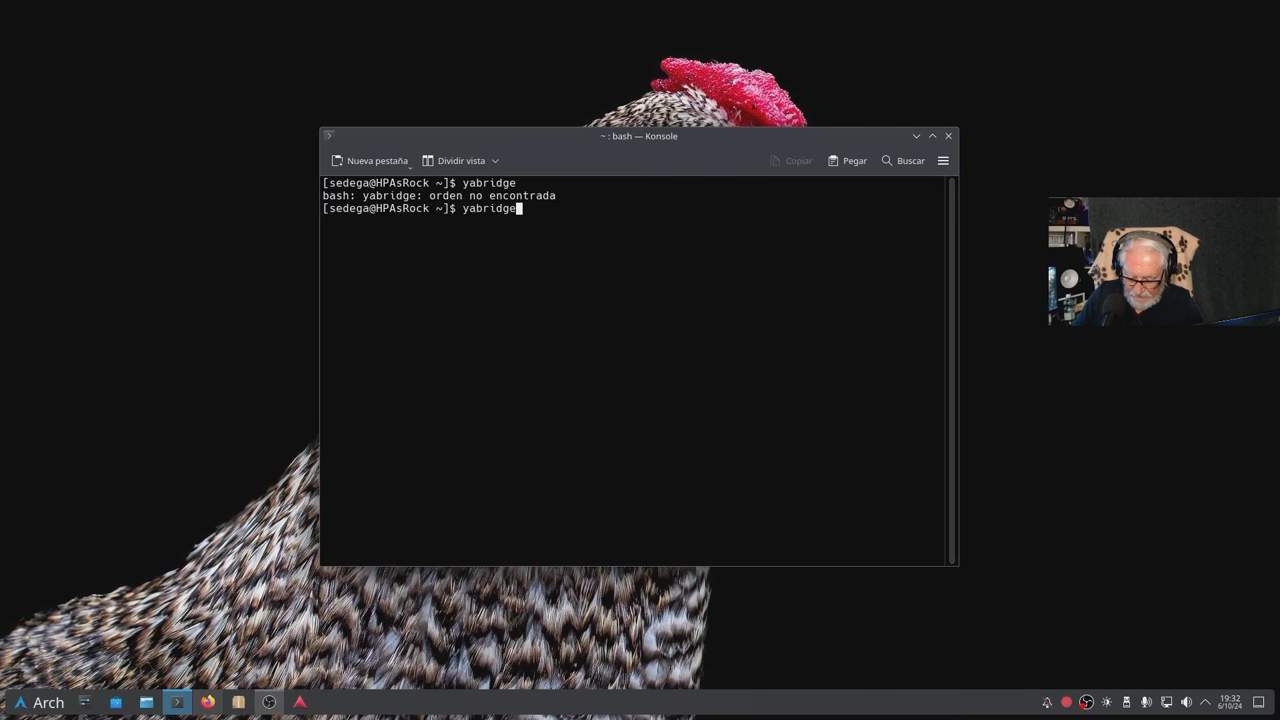 ~ : bash — Konsole
Nueva pestaña
Dividir vista
Copiar
Pegar
Buscar
[sedega@HPAsRock ~]$ yabridge
bash: yabridge: orden no encontrada
[sedega@HPAsRock ~]$ yabridge
Arch
19:32
6/10/24